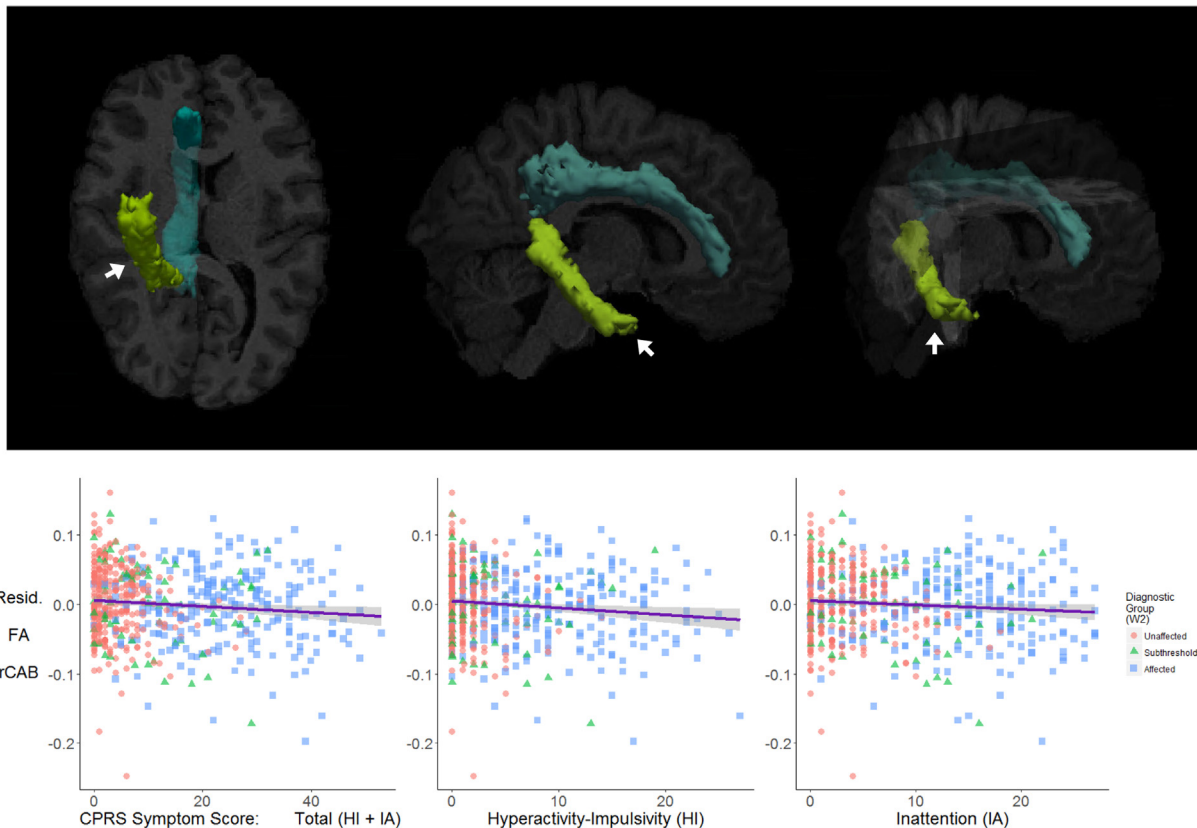 0.1
0.0
-0.1
-0.2
Resid.
FA
rCAB
0 20 40
CPRS Symptom Score: Total (HI + IA)
0.1
0.0
-0.1
-0.2
0 10 20
Hyperactivity-Impulsivity (HI)
0.1
0.0
-0.1
-0.2
0 10 20
Inattention (IA)
Diagnostic
Group
(W2)
Unaffected
Subthreshold
Affected